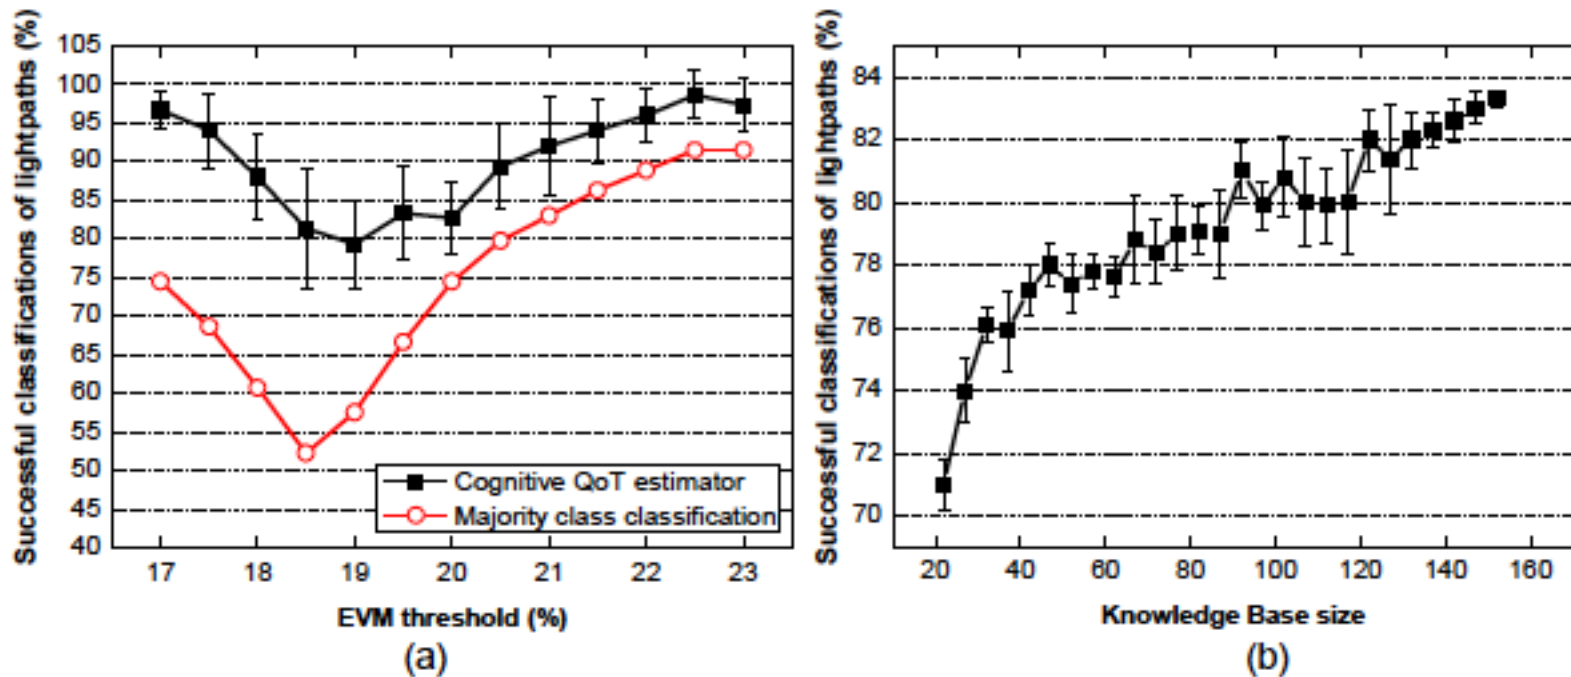 Successful classifications of lightpaths (%)
105
100
95
90
85
80
75
70
65
60
55
50
45
40
Cognitive QoT estimator
Majority class classification
17 18 19 20 21 22 23
EVM threshold (%)
(a)
Successful classifications of lightpaths (%)
84
82
80
78
76
74
72
70
20 40 60 80 100 120 140 160
Knowledge Base size
(b)